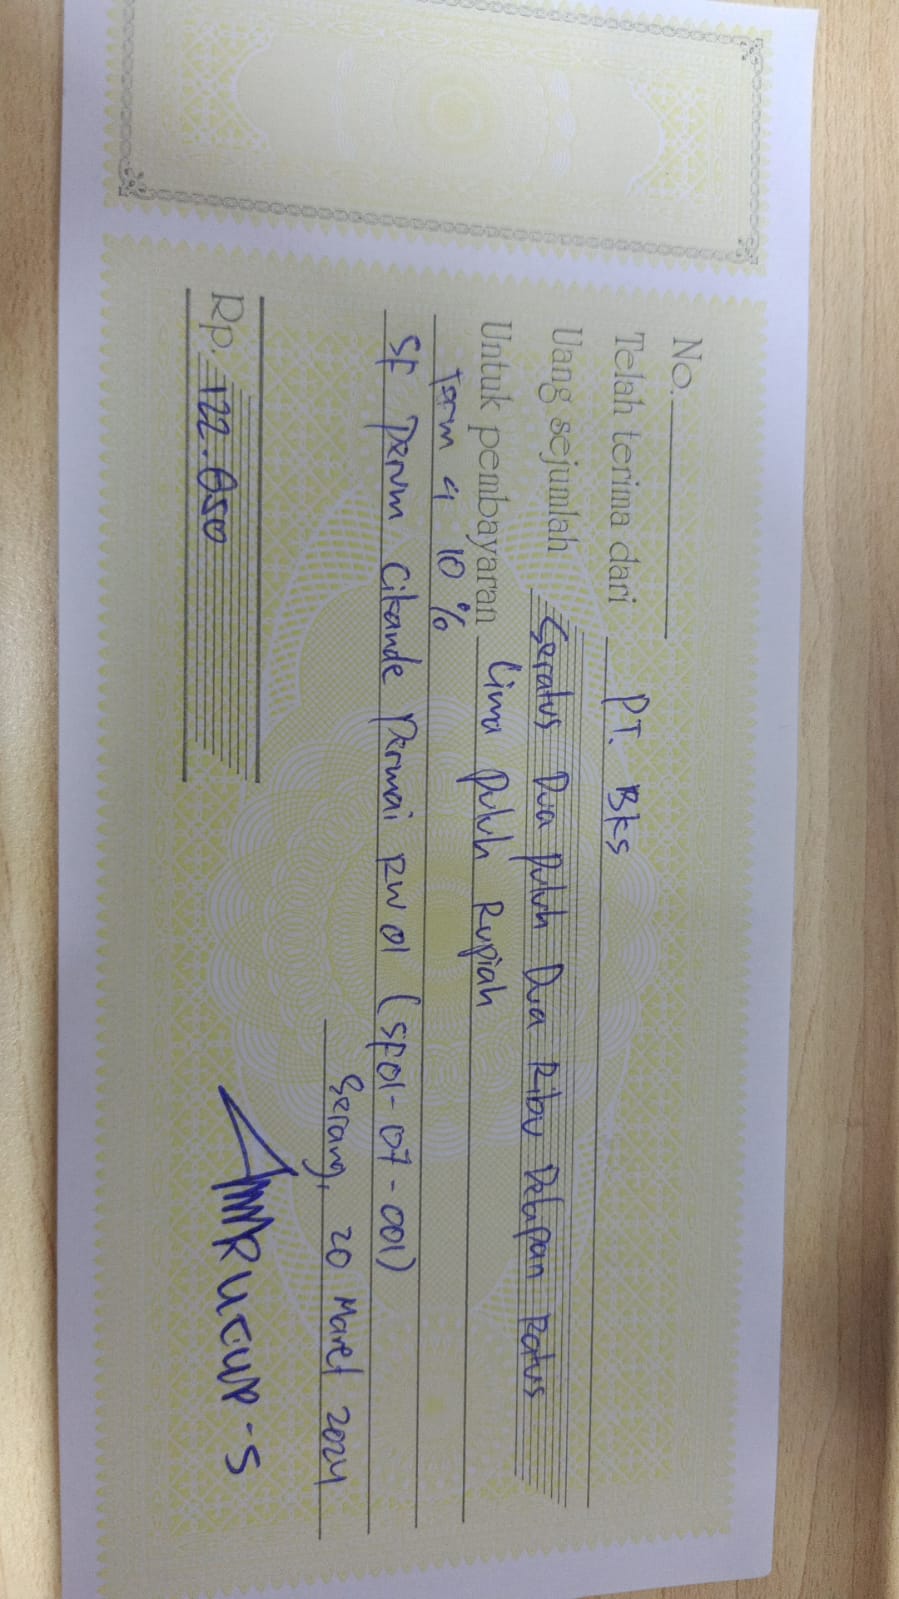 No.
Telah terima dari PT. BKS
Uang sejumlah Seratus Dua Puluh Dua Ribu Delapan Ratus
Untuk pembayaran Lima Puluh Rupiah
Term 4 10 %
SF Perum Cikande Permai RW 01 (SF01-07-001)
Serang, 20 Maret 2024
Rp. 122.850
Rucup-S